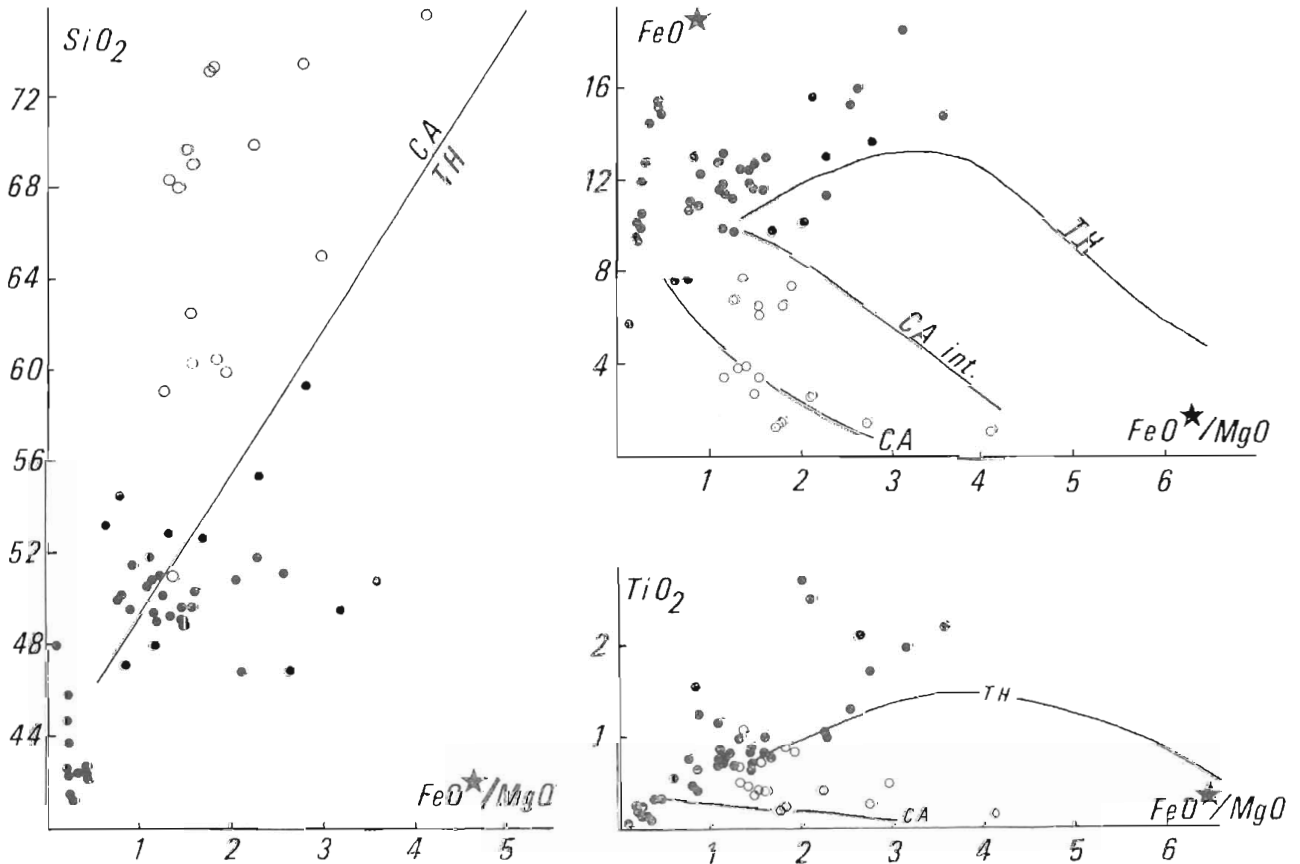 SiO2
72
68
64
60
56
52
48
44
CA
TH
FeO★/MgO
1 2 3 4 5
FeO★
16
12
8
4
TH
CA int.
CA
FeO★/MgO
1 2 3 4 5 6
TiO2
2
1
TH
CA
FeO★/MgO
1 2 3 4 5 6